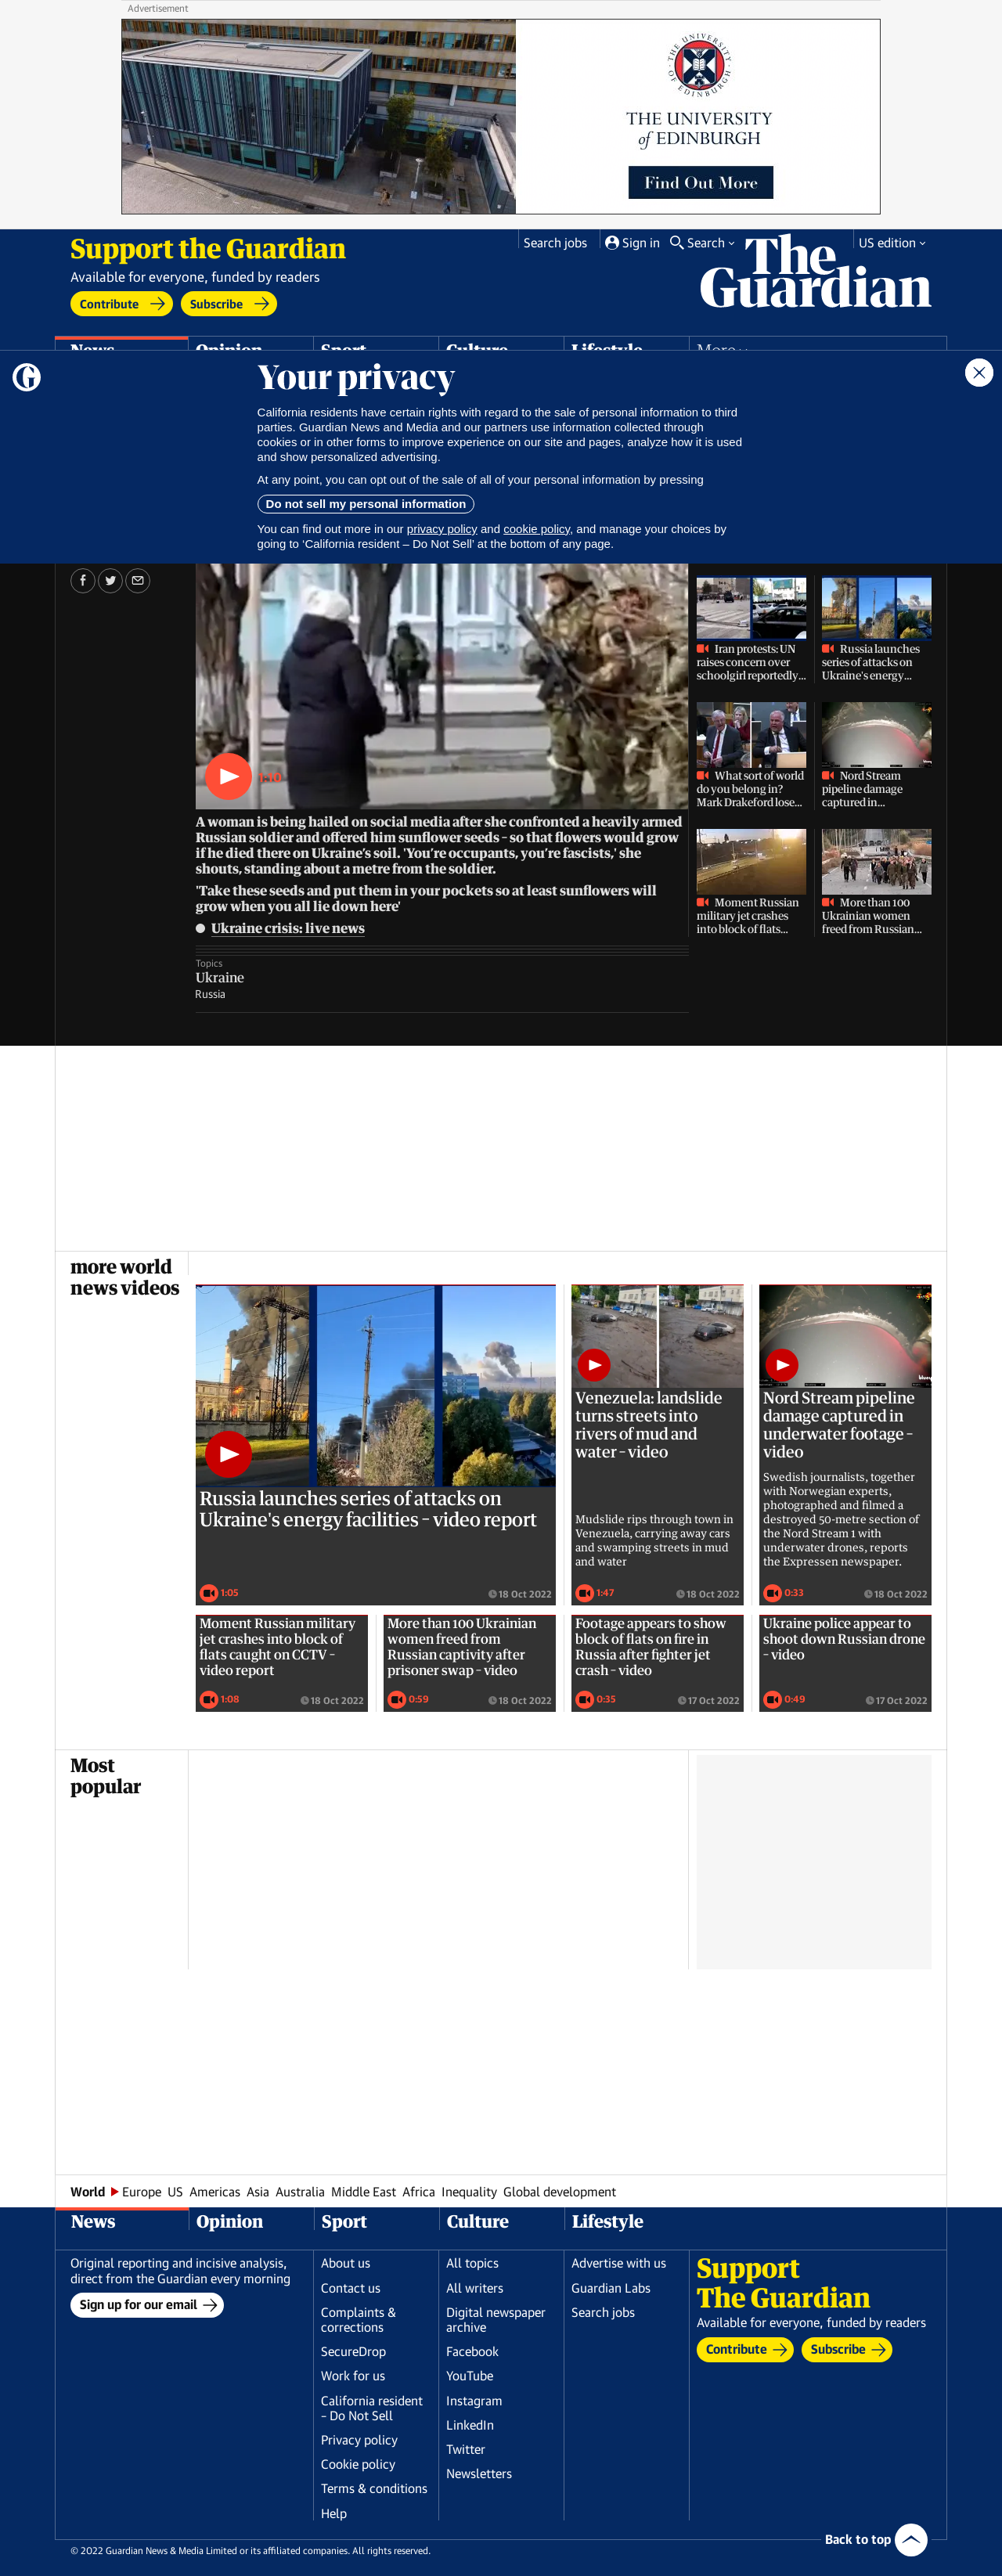 Advertisement
THE UNIVERSITY OF EDINBURGH
THE UNIVERSITY
of EDINBURGH
Find Out More
Support the Guardian
Available for everyone, funded by readers
Contribute
Subscribe
Search jobs
Sign in
Search
US edition
The
Guardian
News
Opinion
Sport
Culture
Lifestyle
More
Your privacy
California residents have certain rights with regard to the sale of personal information to third
parties. Guardian News and Media and our partners use information collected through
cookies or in other forms to improve experience on our site and pages, analyze how it is used
and show personalized advertising.
At any point, you can opt out of the sale of all of your personal information by pressing
Do not sell my personal information
You can find out more in our privacy policy and cookie policy, and manage your choices by
going to ‘California resident – Do Not Sell’ at the bottom of any page.
1:10
A woman is being hailed on social media after she confronted a heavily armed
Russian soldier and offered him sunflower seeds – so that flowers would grow
if he died there on Ukraine’s soil. 'You’re occupants, you’re fascists,' she
shouts, standing about a metre from the soldier.
'Take these seeds and put them in your pockets so at least sunflowers will
grow when you all lie down here'
Ukraine crisis: live news
Topics
Ukraine
Russia
Iran protests: UN
raises concern over
schoolgirl reportedly…
Russia launches
series of attacks on
Ukraine's energy…
What sort of world
do you belong in?
Mark Drakeford lose…
Nord Stream
pipeline damage
captured in…
Moment Russian
military jet crashes
into block of flats…
More than 100
Ukrainian women
freed from Russian…
more world
news videos
Russia launches series of attacks on
Ukraine's energy facilities – video report
1:05
18 Oct 2022
Venezuela: landslide
turns streets into
rivers of mud and
water – video
Mudslide rips through town in
Venezuela, carrying away cars
and swamping streets in mud
and water
1:47
18 Oct 2022
Nord Stream pipeline
damage captured in
underwater footage –
video
Swedish journalists, together
with Norwegian experts,
photographed and filmed a
destroyed 50-metre section of
the Nord Stream 1 with
underwater drones, reports
the Expressen newspaper.
0:33
18 Oct 2022
Moment Russian military
jet crashes into block of
flats caught on CCTV –
video report
1:08
18 Oct 2022
More than 100 Ukrainian
women freed from
Russian captivity after
prisoner swap – video
0:59
18 Oct 2022
Footage appears to show
block of flats on fire in
Russia after fighter jet
crash – video
0:35
17 Oct 2022
Ukraine police appear to
shoot down Russian drone
– video
0:49
17 Oct 2022
Most
popular
World
Europe
US
Americas
Asia
Australia
Middle East
Africa
Inequality
Global development
News
Opinion
Sport
Culture
Lifestyle
Original reporting and incisive analysis,
direct from the Guardian every morning
Sign up for our email
About us
Contact us
Complaints &
corrections
SecureDrop
Work for us
California resident
– Do Not Sell
Privacy policy
Cookie policy
Terms & conditions
Help
All topics
All writers
Digital newspaper
archive
Facebook
YouTube
Instagram
LinkedIn
Twitter
Newsletters
Advertise with us
Guardian Labs
Search jobs
Support
The Guardian
Available for everyone, funded by readers
Contribute
Subscribe
Back to top
© 2022 Guardian News & Media Limited or its affiliated companies. All rights reserved.